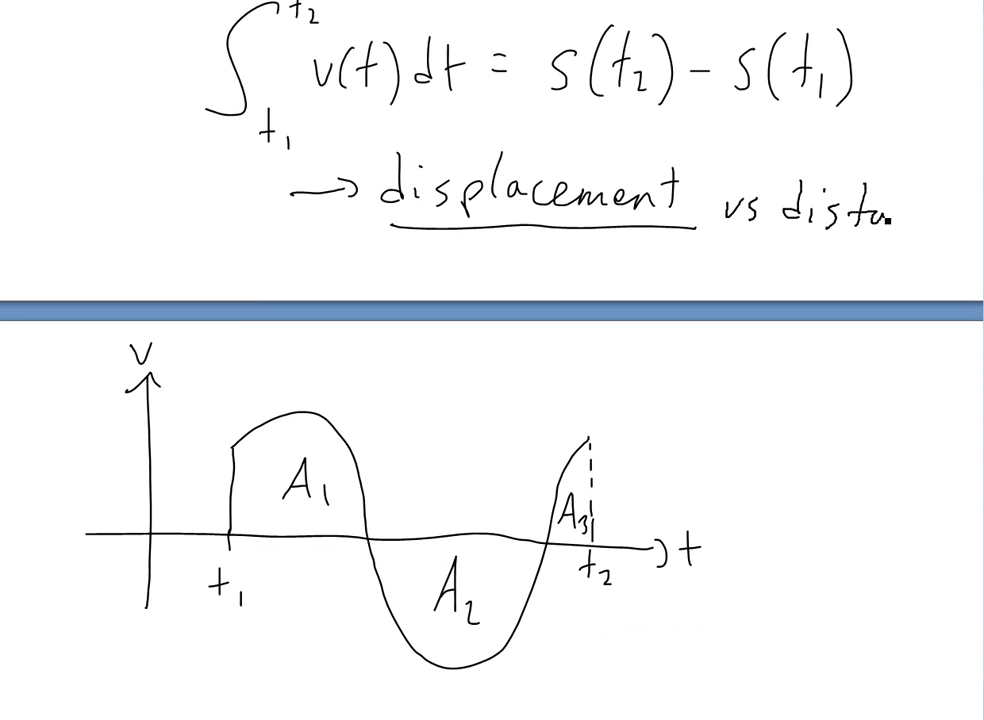 ∫_{t₁}^{t₂} v(t) dt = s(t₂) - s(t₁)
→ displacement vs dista
v
A₁
A₃
t
t₁
A₂
t₂